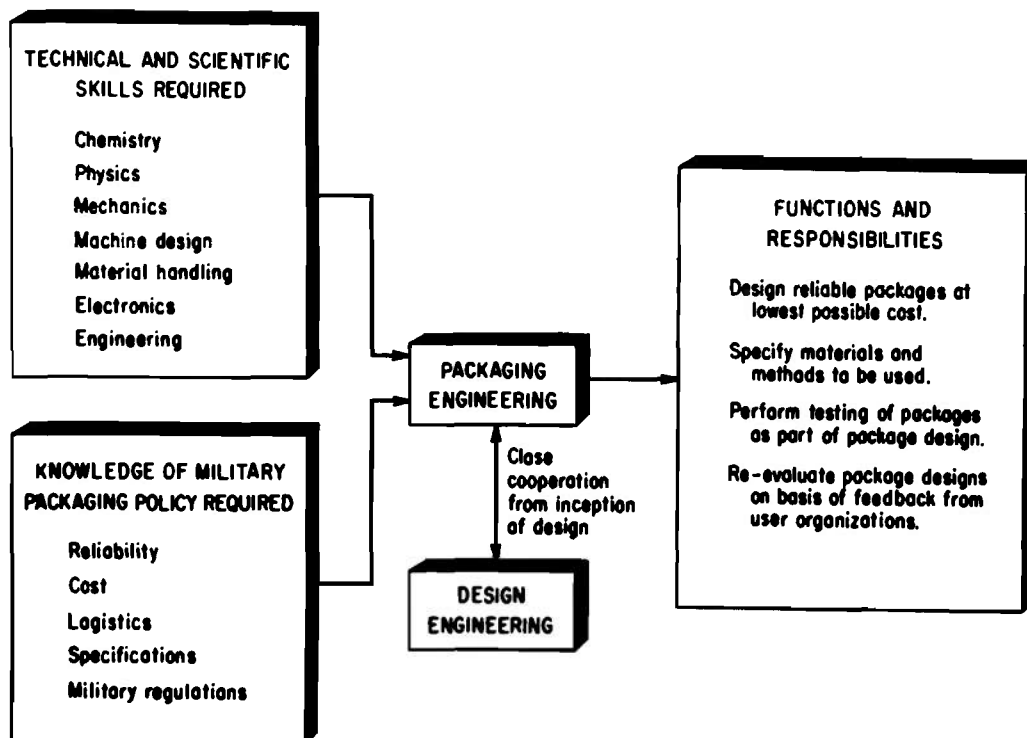 TECHNICAL AND SCIENTIFIC
SKILLS REQUIRED
Chemistry
Physics
Mechanics
Machine design
Material handling
Electronics
Engineering
KNOWLEDGE OF MILITARY
PACKAGING POLICY REQUIRED
Reliability
Cost
Logistics
Specifications
Military regulations
PACKAGING
ENGINEERING
Close
cooperation
from inception
of design
DESIGN
ENGINEERING
FUNCTIONS AND
RESPONSIBILITIES
Design reliable packages at
lowest possible cost.
Specify materials and
methods to be used.
Perform testing of packages
as part of package design.
Re-evaluate package designs
on basis of feedback from
user organizations.